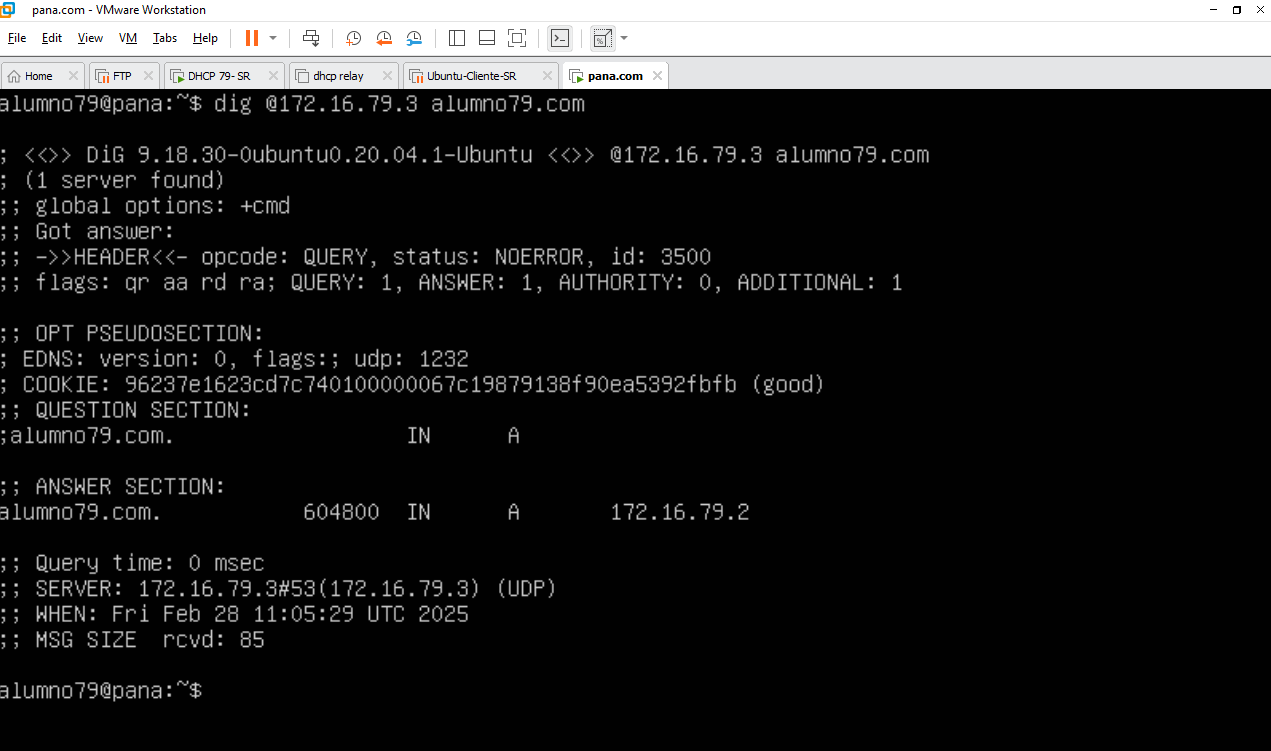 pana.com - VMware Workstation
File Edit View VM Tabs Help
Home FTP DHCP 79- SR dhcp relay Ubuntu-Cliente-SR pana.com
alumno79@pana:~$ dig @172.16.79.3 alumno79.com
; <<>> DiG 9.18.30-0ubuntu0.20.04.1-Ubuntu <<>> @172.16.79.3 alumno79.com
; (1 server found)
;; global options: +cmd
;; Got answer:
;; ->>HEADER<<- opcode: QUERY, status: NOERROR, id: 3500
;; flags: qr aa rd ra; QUERY: 1, ANSWER: 1, AUTHORITY: 0, ADDITIONAL: 1
;; OPT PSEUDOSECTION:
; EDNS: version: 0, flags:; udp: 1232
; COOKIE: 96237e1623cd7c740100000067c19879138f90ea5392fbfb (good)
;; QUESTION SECTION:
;alumno79.com. IN A
;; ANSWER SECTION:
alumno79.com. 604800 IN A 172.16.79.2
;; Query time: 0 msec
;; SERVER: 172.16.79.3#53(172.16.79.3) (UDP)
;; WHEN: Fri Feb 28 11:05:29 UTC 2025
;; MSG SIZE rcvd: 85
alumno79@pana:~$